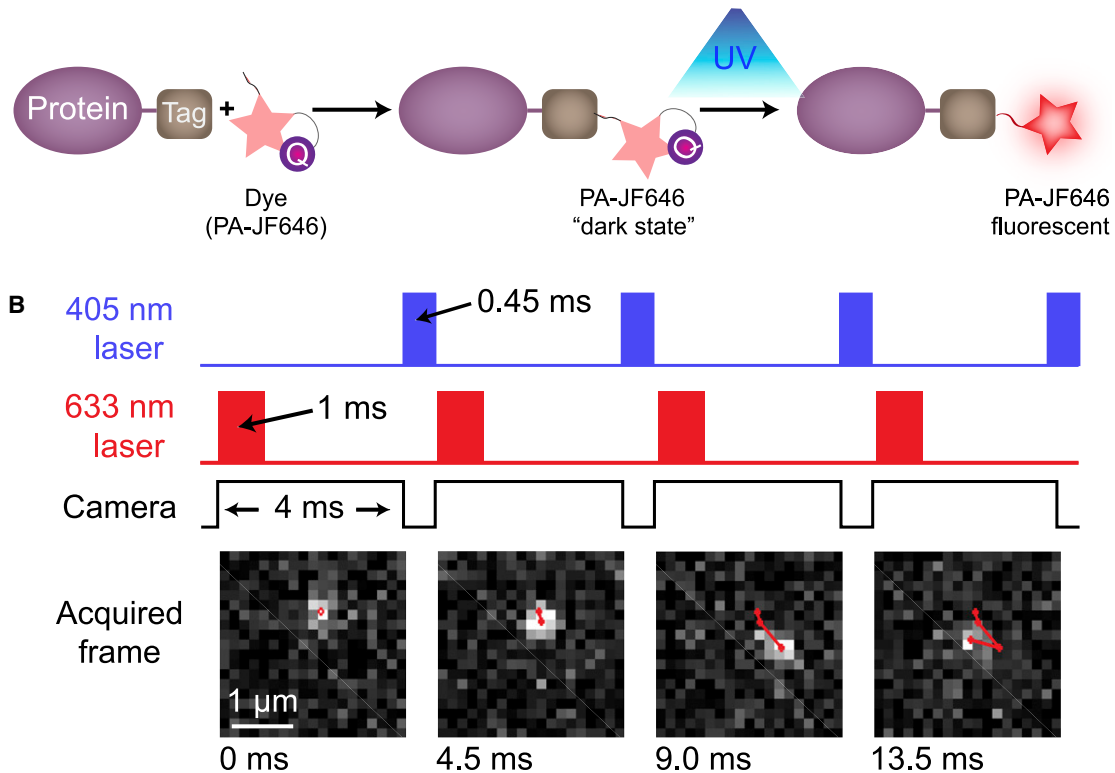 UV
Protein
Tag
+
Q
Q
Dye
(PA-JF646)
PA-JF646
“dark state”
PA-JF646
fluorescent
B
405 nm
laser
0.45 ms
633 nm
laser
1 ms
Camera
4 ms
Acquired
frame
1 µm
0 ms
4.5 ms
9.0 ms
13.5 ms